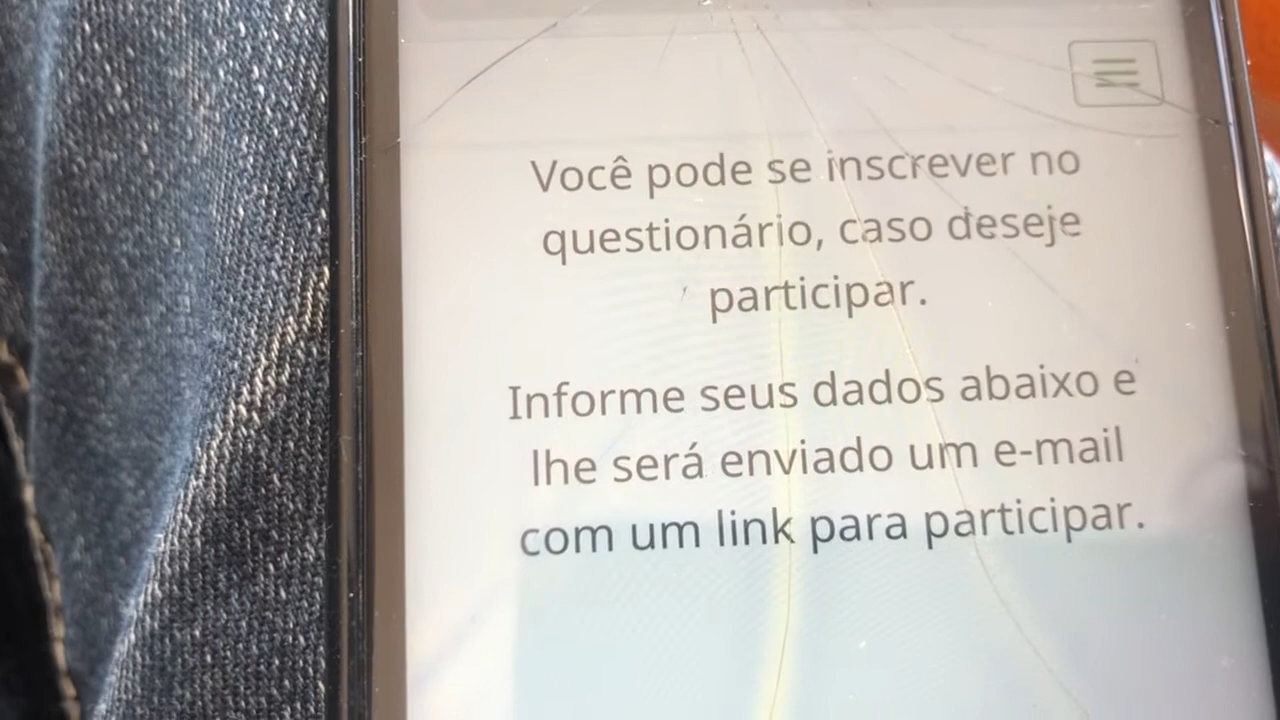 Você pode se inscrever no
questionário, caso deseje
participar.
Informe seus dados abaixo e
lhe será enviado um e-mail
com um link para participar.